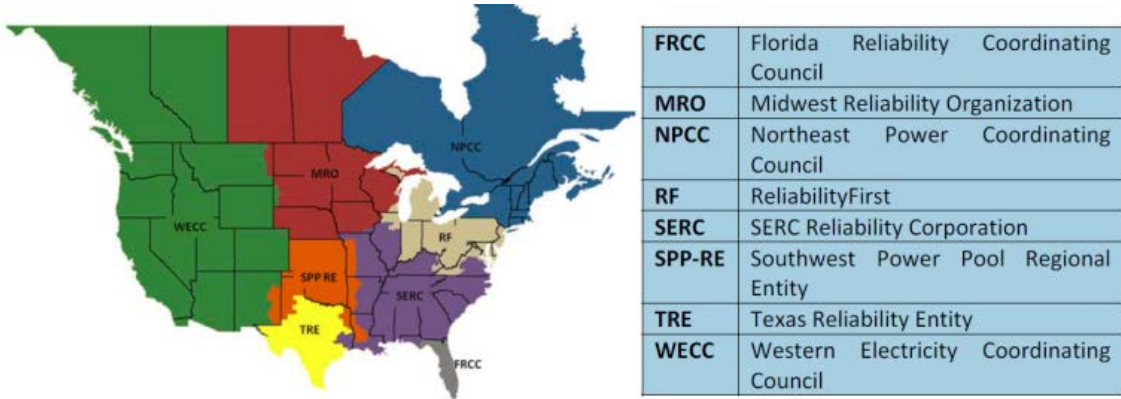 NPCC
MRO
WECC
RF
SPP RE
SERC
TRE
FRCC
FRCC Florida Reliability Coordinating
Council
MRO Midwest Reliability Organization
NPCC Northeast Power Coordinating
Council
RF ReliabilityFirst
SERC SERC Reliability Corporation
SPP-RE Southwest Power Pool Regional
Entity
TRE Texas Reliability Entity
WECC Western Electricity Coordinating
Council